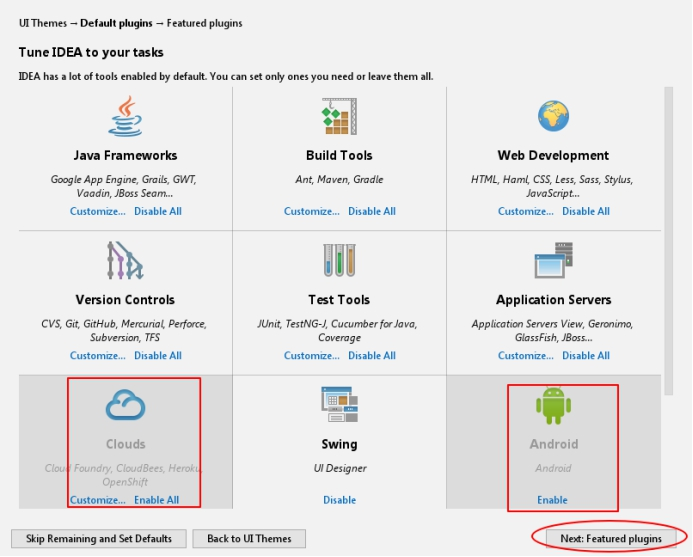 UI Themes → Default plugins → Featured plugins
Tune IDEA to your tasks
IDEA has a lot of tools enabled by default. You can set only ones you need or leave them all.
Java Frameworks
Google App Engine, Grails, GWT,
Vaadin, JBoss Seam...
Customize... Disable All
Build Tools
Ant, Maven, Gradle
Customize... Disable All
Web Development
HTML, Haml, CSS, Less, Sass, Stylus,
JavaScript...
Customize... Disable All
Version Controls
CVS, Git, GitHub, Mercurial, Perforce,
Subversion, TFS
Customize... Disable All
Test Tools
JUnit, TestNG-J, Cucumber for Java,
Coverage
Customize... Disable All
Application Servers
Application Servers View, Geronimo,
GlassFish, JBoss...
Customize... Disable All
Clouds
Cloud Foundry, CloudBees, Heroku,
OpenShift
Customize... Enable All
Swing
UI Designer
Disable
Android
Android
Enable
Skip Remaining and Set Defaults
Back to UI Themes
Next: Featured plugins